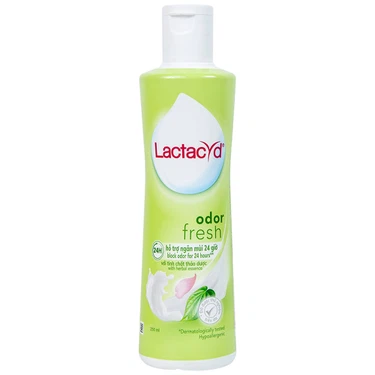 Lactacyd
odor
fresh
24H
hỗ trợ ngăn mùi 24 giờ
block odor for 24 hours**
với tinh chất thảo dược
with herbal essence
*Dermatologically tested
Hypoallergenic